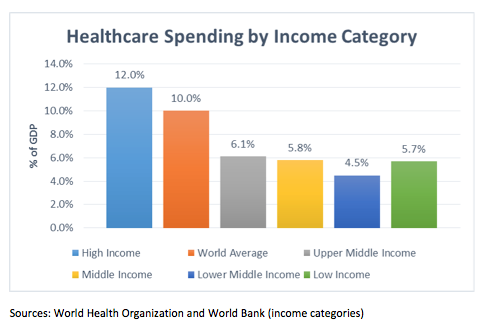 Healthcare Spending by Income Category
14.0%
12.0%
10.0%
8.0%
6.0%
4.0%
2.0%
0.0%
% of GDP
12.0%
10.0%
6.1%
5.8%
4.5%
5.7%
High Income World Average Upper Middle Income
Middle Income Lower Middle Income Low Income
Sources: World Health Organization and World Bank (income categories)